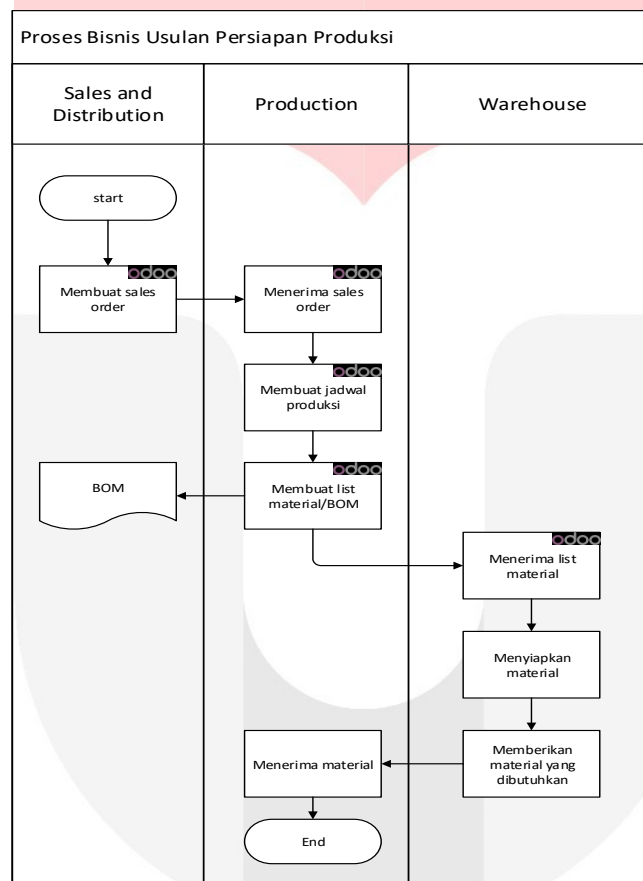 Proses Bisnis Usulan Persiapan Produksi
Sales and
Distribution
Production
Warehouse
start
odoo
Membuat sales
order
odoo
Menerima sales
order
odoo
Membuat jadwal
produksi
BOM
odoo
Membuat list
material/BOM
odoo
Menerima list
material
Menyiapkan
material
Menerima material
Memberikan
material yang
dibutuhkan
End